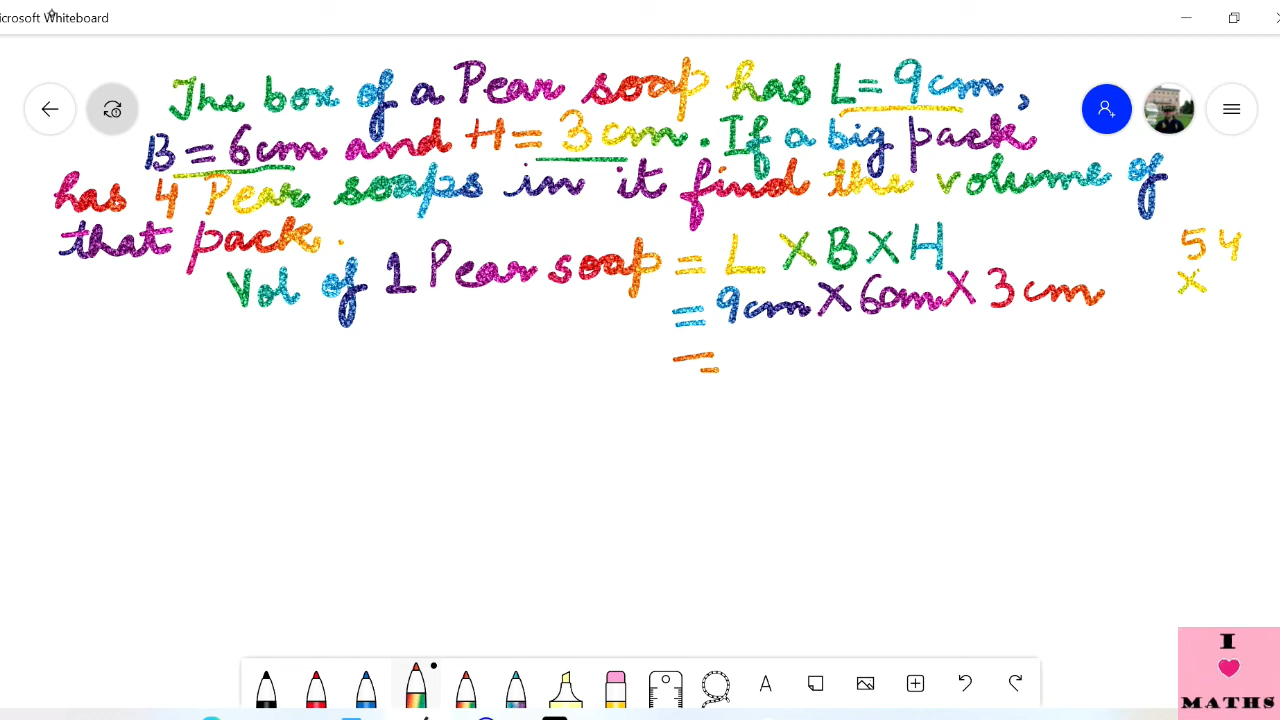 crosoft Whiteboard
The box of a Pear soap has L= 9cm,
B = 6cm and H = 3 cm. If a big pack
has 4 Pear soaps in it find the volume of
that pack.
Vol of 1 Pear soap = L X B X H
= 9cm X 6cm X 3 cm
=
54
X
A
I
MATHS